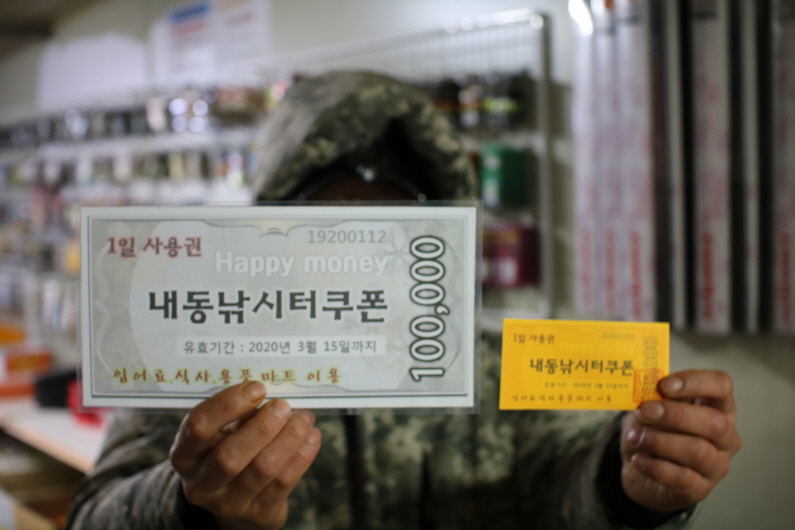 1일 사용권
19200112
Happy money
내동낚시터쿠폰
100,000
유효기간 : 2020년 3월 15일까지
입어료,식사,용품마트 이용
1일 사용권
내동낚시터쿠폰